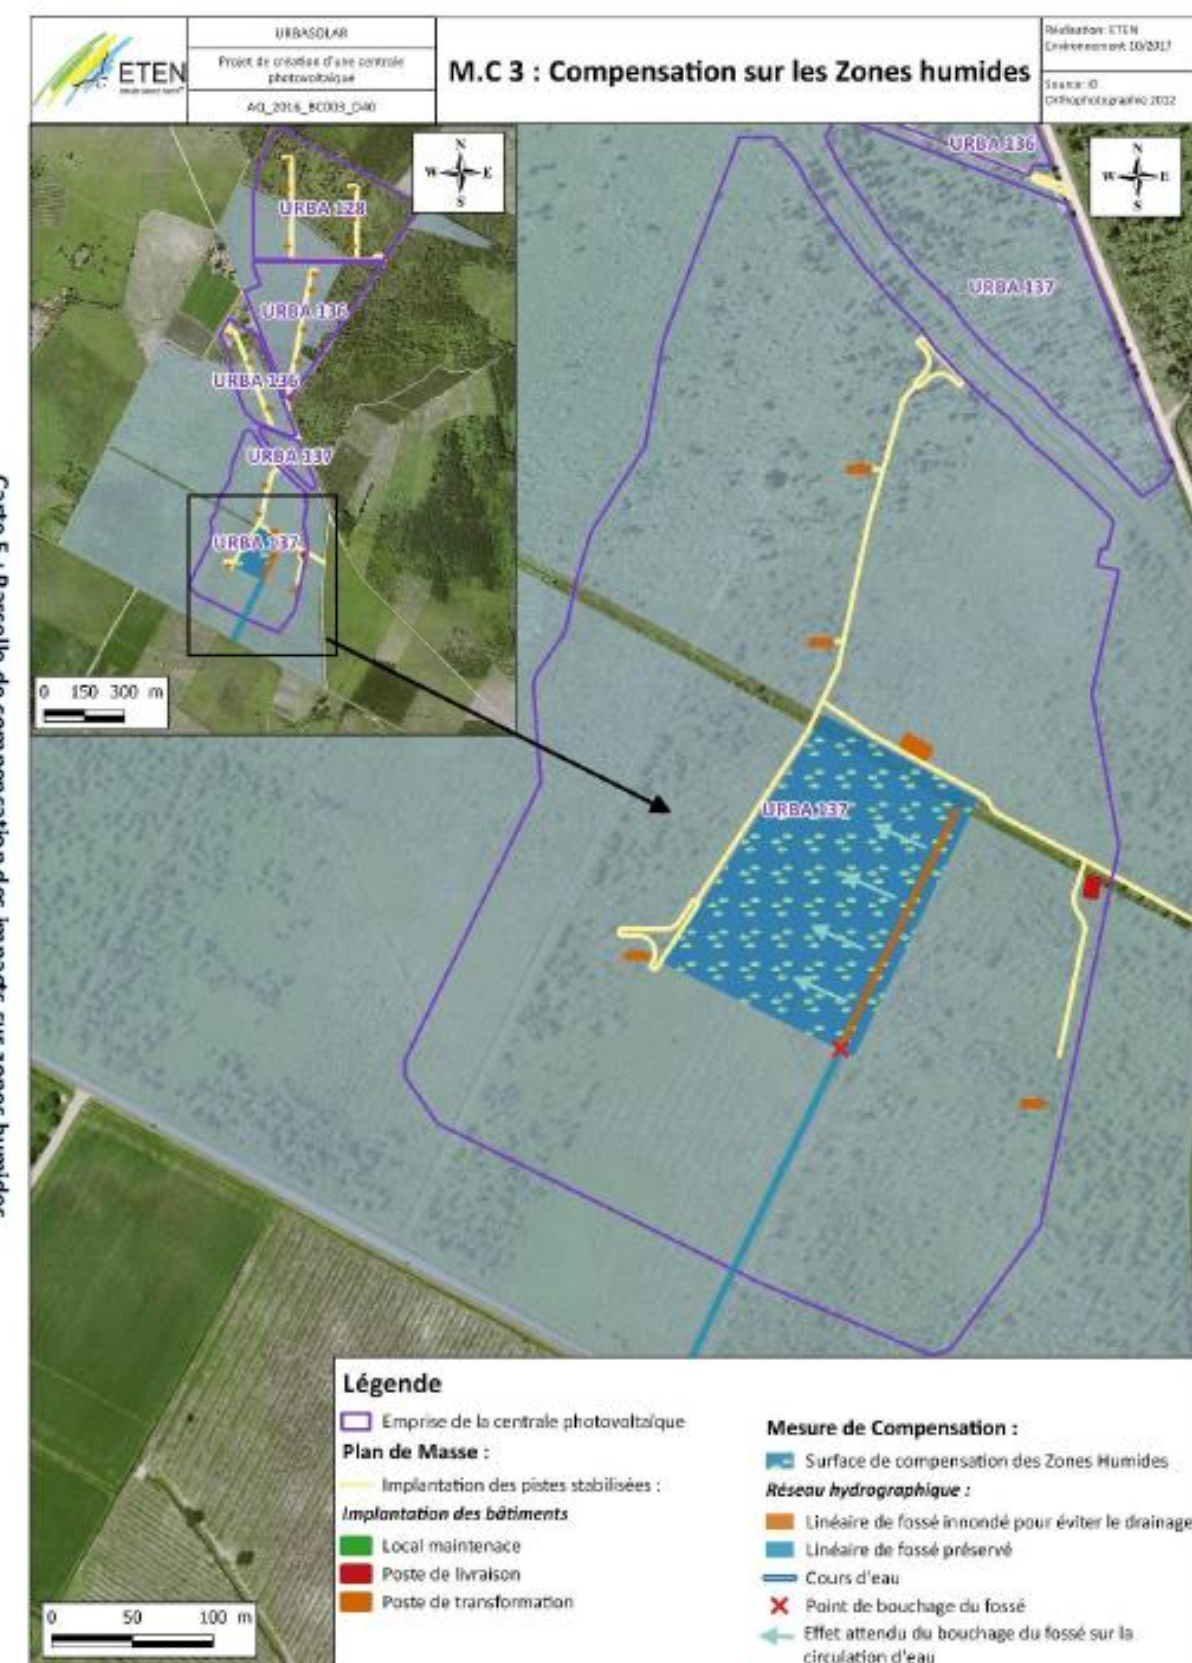 ETEN
URBASOLAR
Projet de création d'une centrale
photovoltaïque
AQ_2016_BC003_D40
M.C 3 : Compensation sur les Zones humides
Réalisation: ETEN
Environnement 10/2017
Source: ©
Orthophotographie 2012
N
W E
S
URBA 128
URBA 136
URBA 136
URBA 137
URBA 137
0 150 300 m
N
W E
S
URBA 136
URBA 137
URBA 137
Légende
Emprise de la centrale photovoltaïque
Plan de Masse :
Implantation des pistes stabilisées :
Implantation des bâtiments
Local maintenace
Poste de livraison
Poste de transformation
Mesure de Compensation :
Surface de compensation des Zones Humides
Réseau hydrographique :
Linéaire de fossé innondé pour éviter le drainage
Linéaire de fossé préservé
Cours d'eau
Point de bouchage du fossé
Effet attendu du bouchage du fossé sur la
circulation d'eau
0 50 100 m